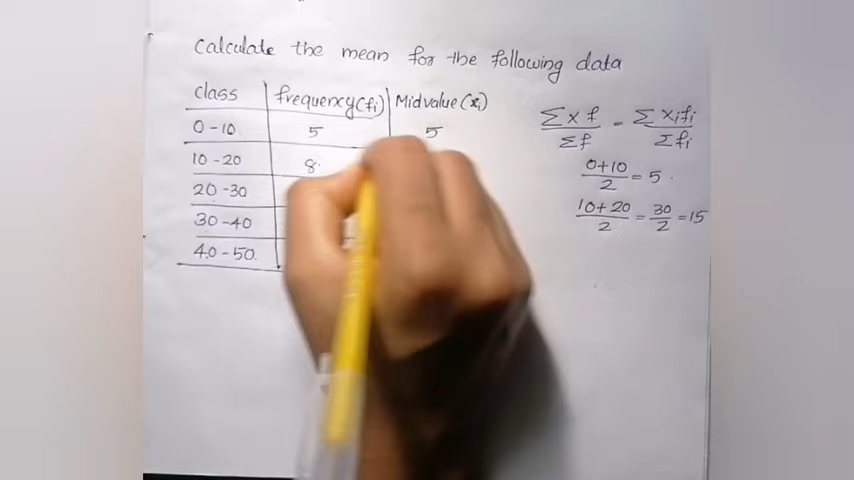 Calculate the mean for the following data
class frequency(fi) Midvalue(xi)
0-10 5 5
10-20 8
20-30
30-40
40-50
Σxf/Σf = Σxifi/Σfi
0+10/2 = 5
10+20/2 = 30/2 = 15